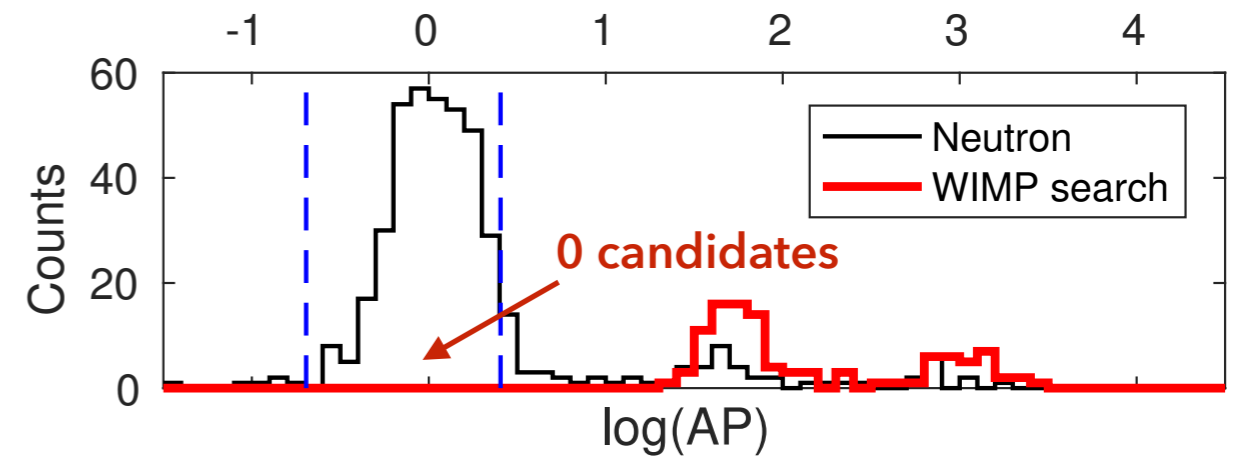 -1 0 1 2 3 4
60
Neutron
40
WIMP search
Counts
0 candidates
20
0
log(AP)